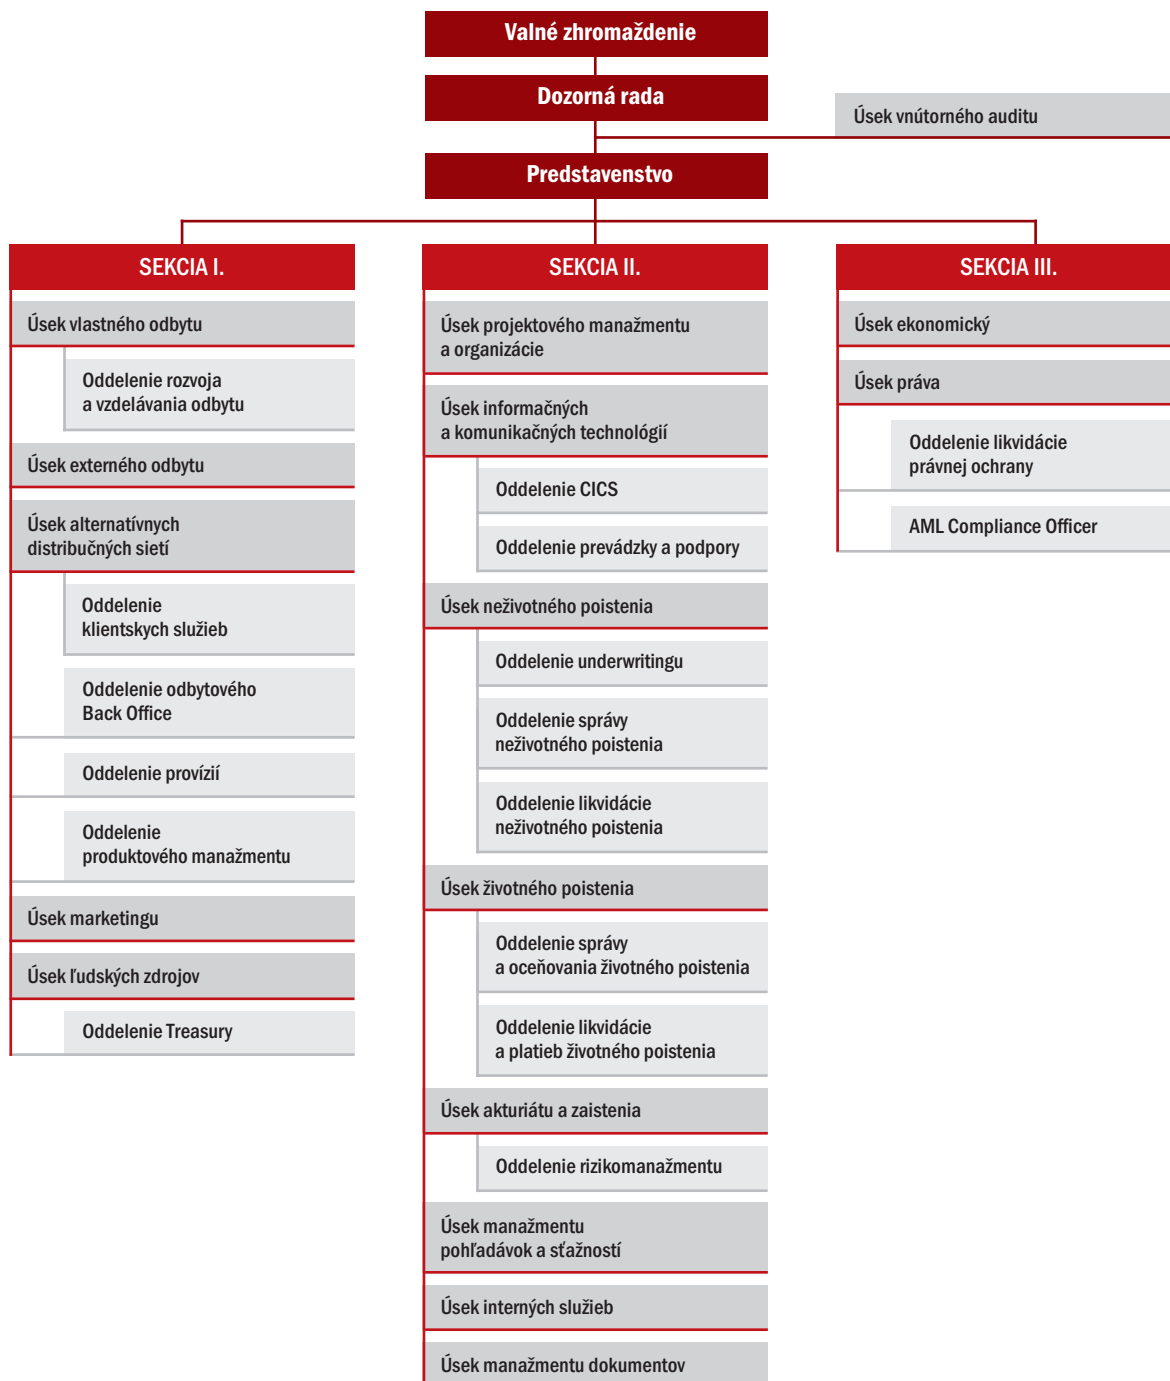 Valné zhromaždenie
Dozorná rada
Úsek vnútorného auditu
Predstavenstvo
SEKCIA I.
Úsek vlastného odbytu
Oddelenie rozvoja
a vzdelávania odbytu
Úsek externého odbytu
Úsek alternatívnych
distribučných sietí
Oddelenie
klientskych služieb
Oddelenie odbytového
Back Office
Oddelenie provízií
Oddelenie
produktového manažmentu
Úsek marketingu
Úsek ľudských zdrojov
Oddelenie Treasury
SEKCIA II.
Úsek projektového manažmentu
a organizácie
Úsek informačných
a komunikačných technológií
Oddelenie CICS
Oddelenie prevádzky a podpory
Úsek neživotného poistenia
Oddelenie underwritingu
Oddelenie správy
neživotného poistenia
Oddelenie likvidácie
neživotného poistenia
Úsek životného poistenia
Oddelenie správy
a oceňovania životného poistenia
Oddelenie likvidácie
a platieb životného poistenia
Úsek akturiátu a zaistenia
Oddelenie rizikomanažmentu
Úsek manažmentu
pohľadávok a sťažností
Úsek interných služieb
Úsek manažmentu dokumentov
SEKCIA III.
Úsek ekonomický
Úsek práva
Oddelenie likvidácie
právnej ochrany
AML Compliance Officer